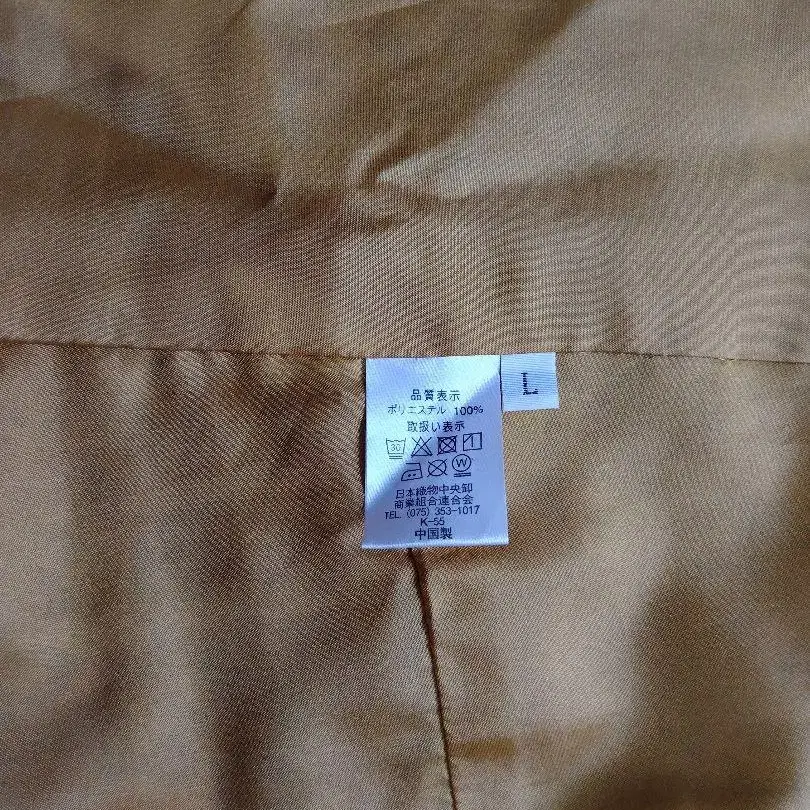 品質表示
ポリエステル 100%
取扱い表示
30
W
日本織物中央卸
商業組合連合会
TEL. (075) 353-1017
K-55
中国製
L